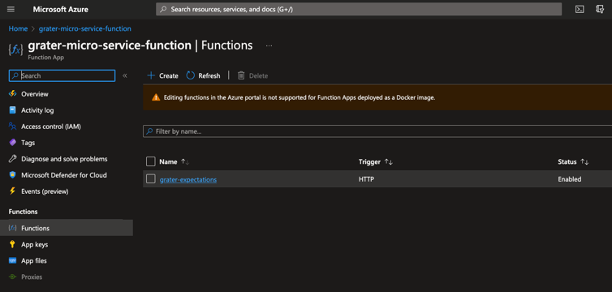 Microsoft Azure
Search resources, services, and docs (G+/)
Home > grater-micro-service-function
grater-micro-service-function | Functions ...
Function App
Search
«
Create
Refresh
Delete
Overview
Activity log
Access control (IAM)
Tags
Diagnose and solve problems
Microsoft Defender for Cloud
Events (preview)
Functions
Functions
App keys
App files
Proxies
Editing functions in the Azure portal is not supported for Function Apps deployed as a Docker image.
Filter by name...
Name Trigger Status
grater-expectations HTTP Enabled